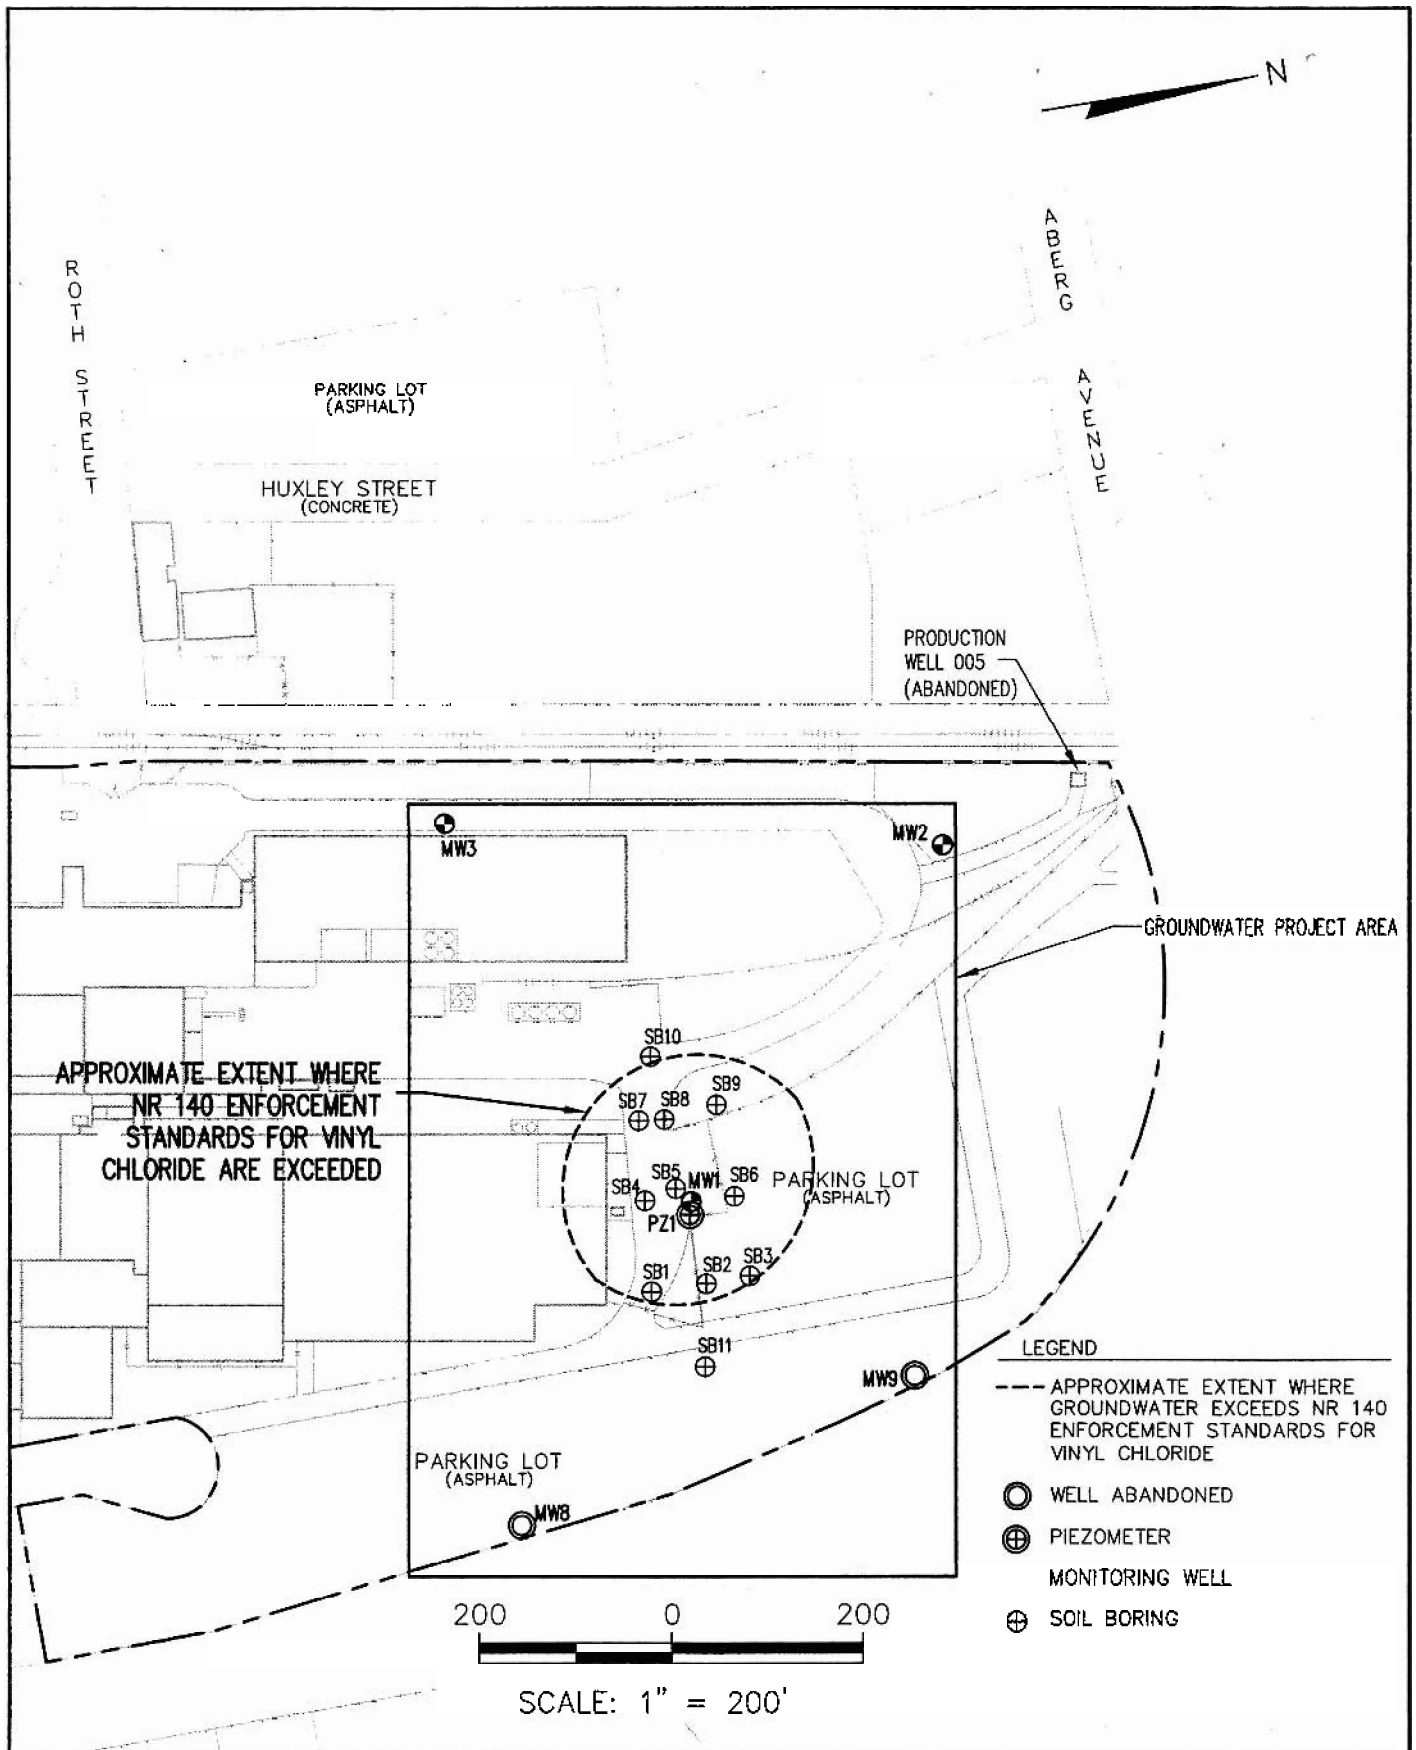 N
ABERG AVENUE
ROTH STREET
PARKING LOT
(ASPHALT)
HUXLEY STREET
(CONCRETE)
PRODUCTION
WELL 005
(ABANDONED)
MW3
MW2
GROUNDWATER PROJECT AREA
SB10
APPROXIMATE EXTENT WHERE
NR 140 ENFORCEMENT
STANDARDS FOR VINYL
CHLORIDE ARE EXCEEDED
SB9
SB7
SB8
SB5
MW1
SB6
SB4
PARKING LOT
(ASPHALT)
PZ1
SB1
SB2
SB3
SB11
MW9
PARKING LOT
(ASPHALT)
MW8
LEGEND
APPROXIMATE EXTENT WHERE
GROUNDWATER EXCEEDS NR 140
ENFORCEMENT STANDARDS FOR
VINYL CHLORIDE
WELL ABANDONED
PIEZOMETER
MONITORING WELL
SOIL BORING
200 0 200
SCALE: 1" = 200'